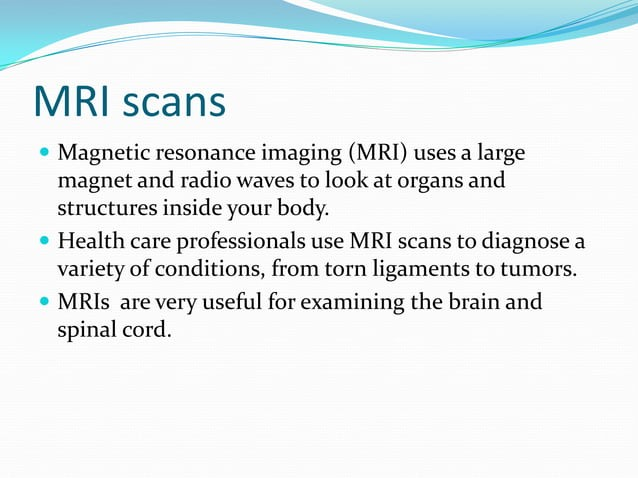 MRI scans
• Magnetic resonance imaging (MRI) uses a large
magnet and radio waves to look at organs and
structures inside your body.
• Health care professionals use MRI scans to diagnose a
variety of conditions, from torn ligaments to tumors.
• MRIs  are very useful for examining the brain and
spinal cord.